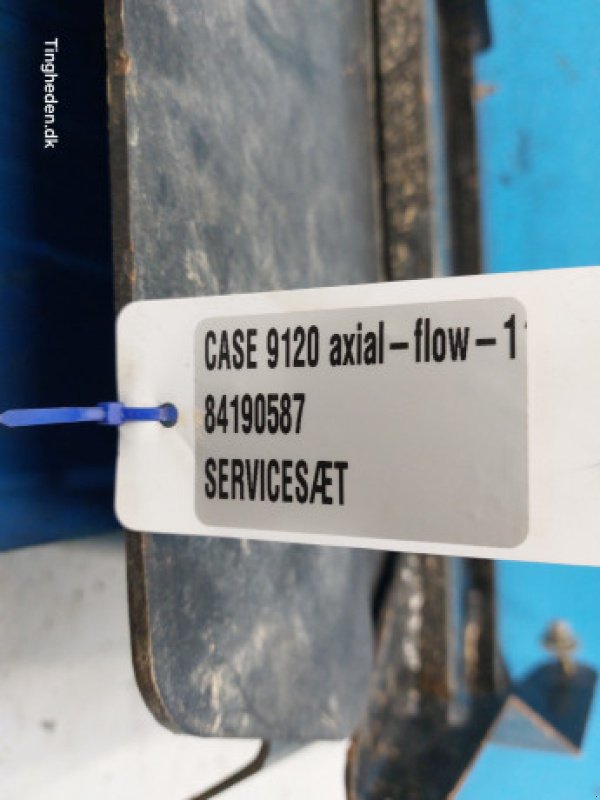 Tingheden.dk
CASE 9120 axial-flow-1
84190587
SERVICESÆT